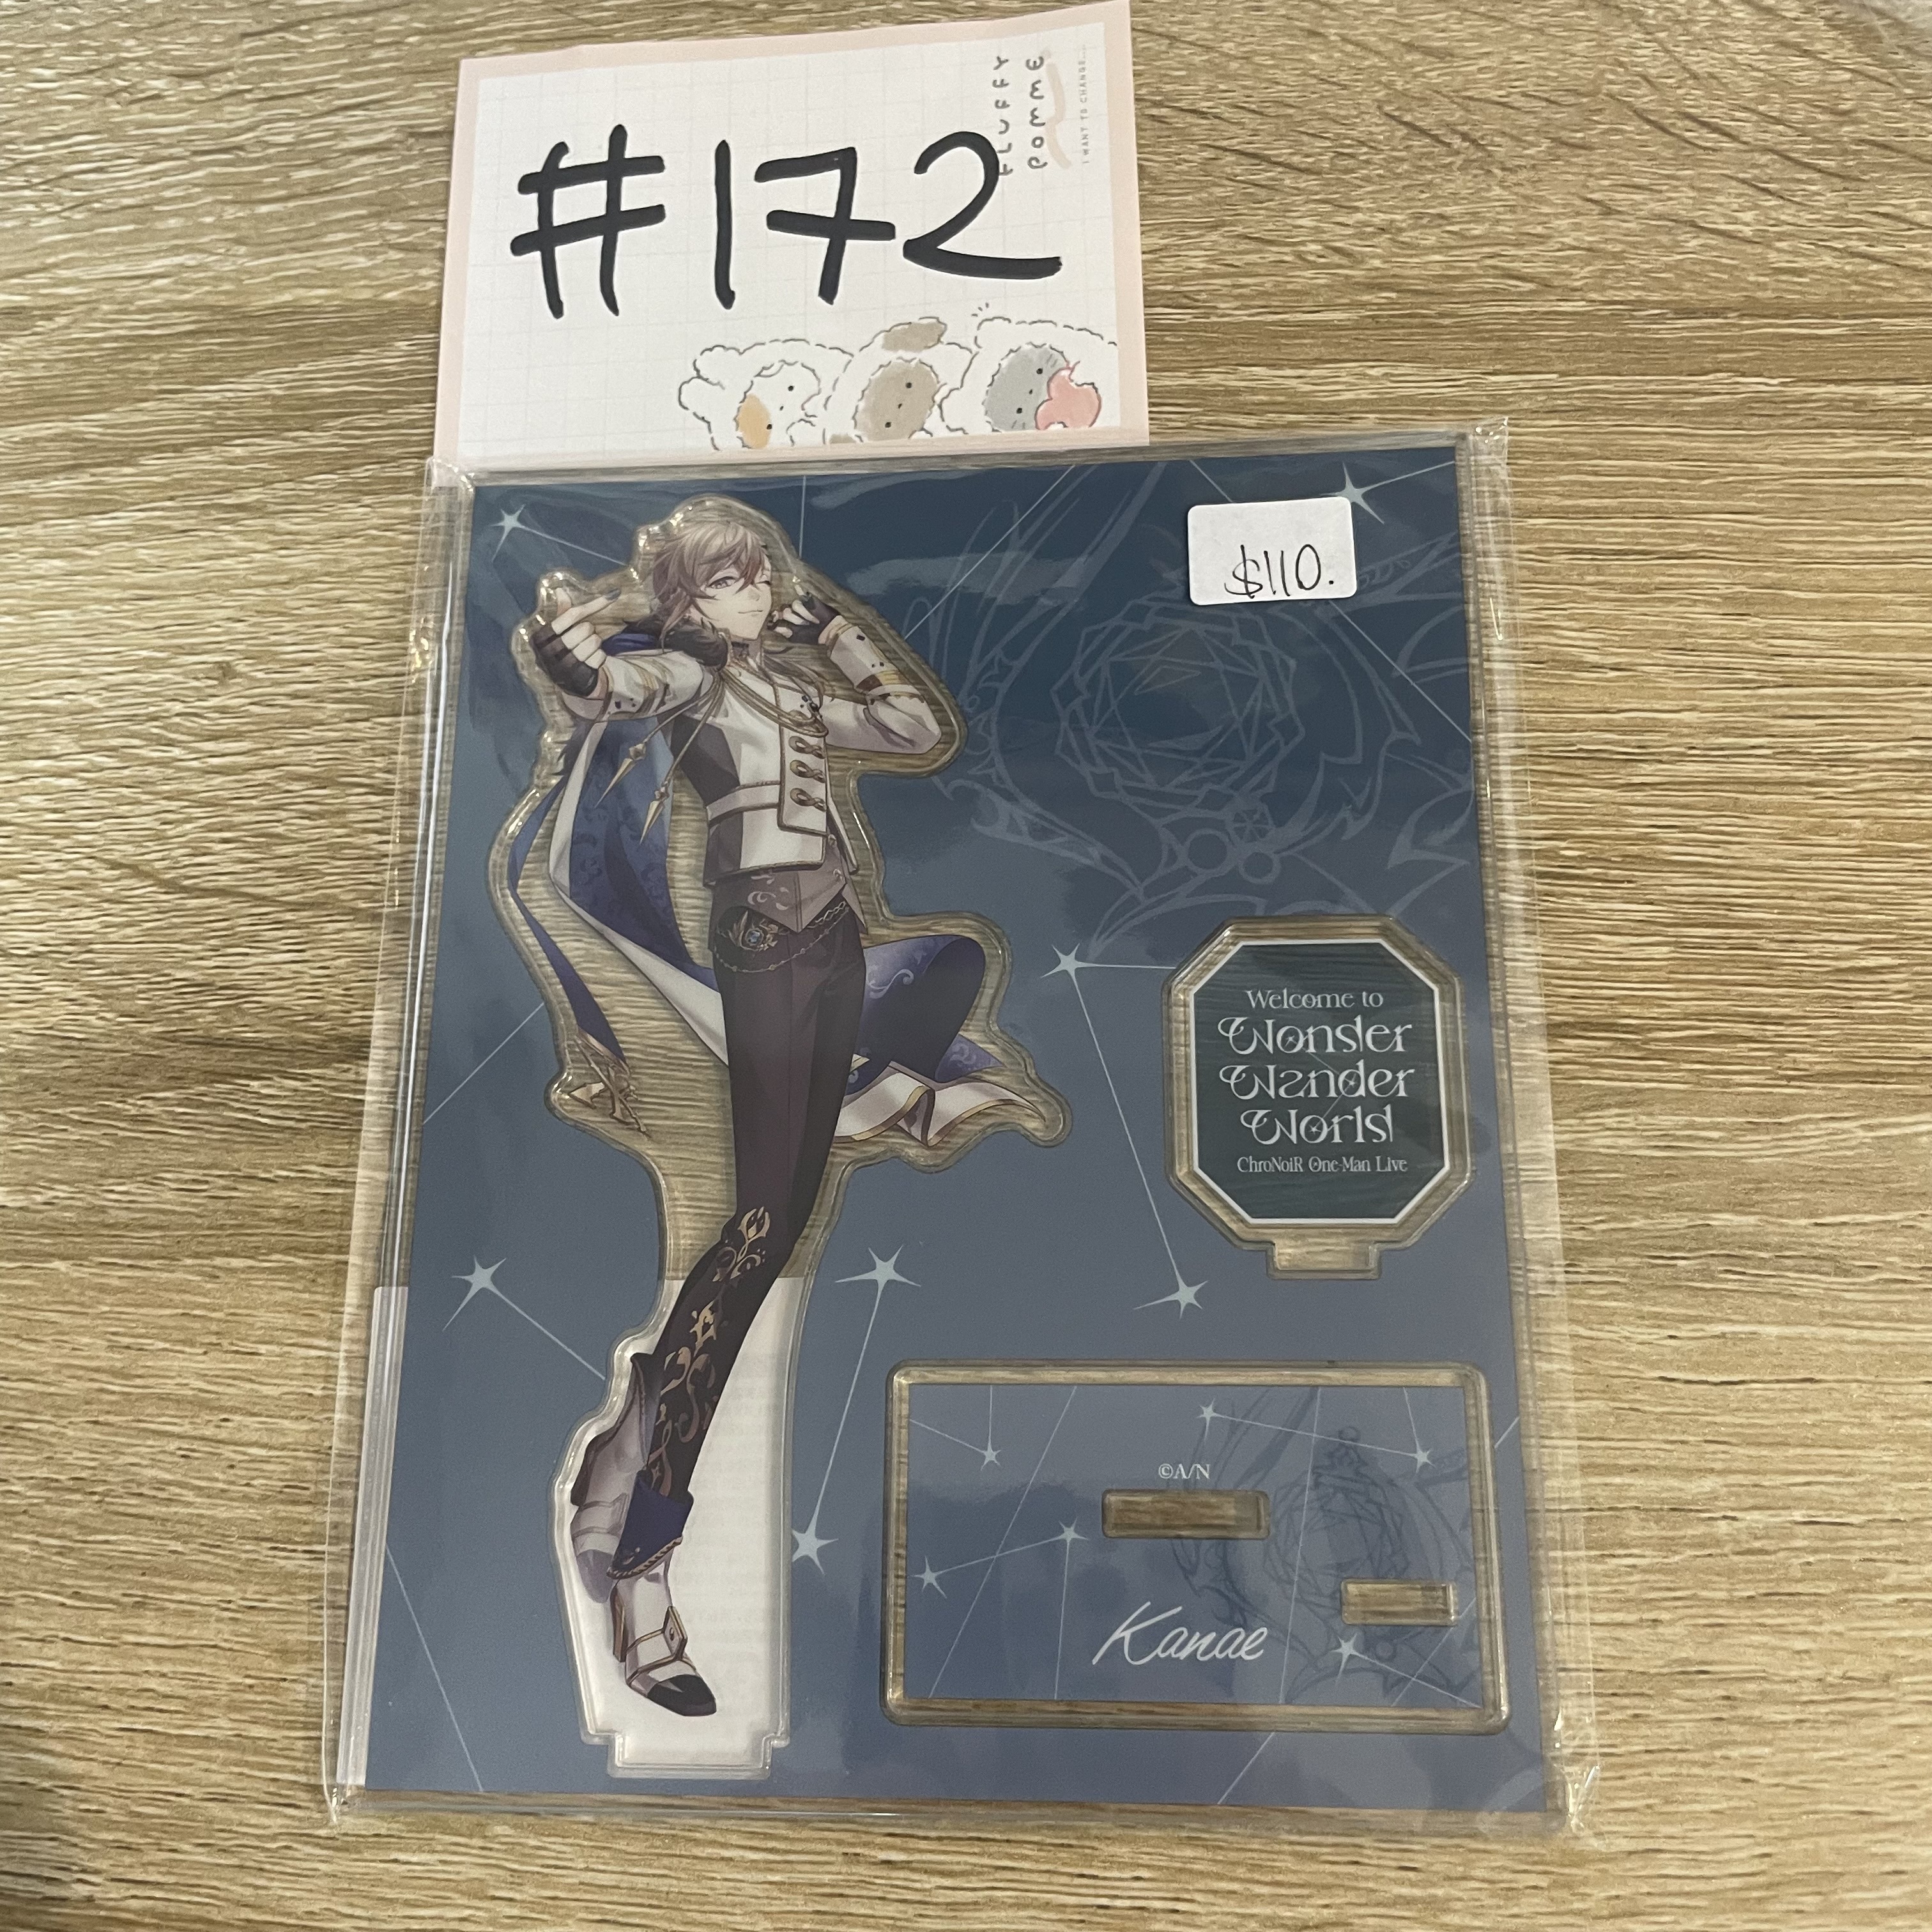 FLUFFY
POMME
I WANT TO CHANGE...
#172
$110.
Welcome to
Wonder
Wander
World
ChroNoiR One-Man Live
©A/N
Kanae